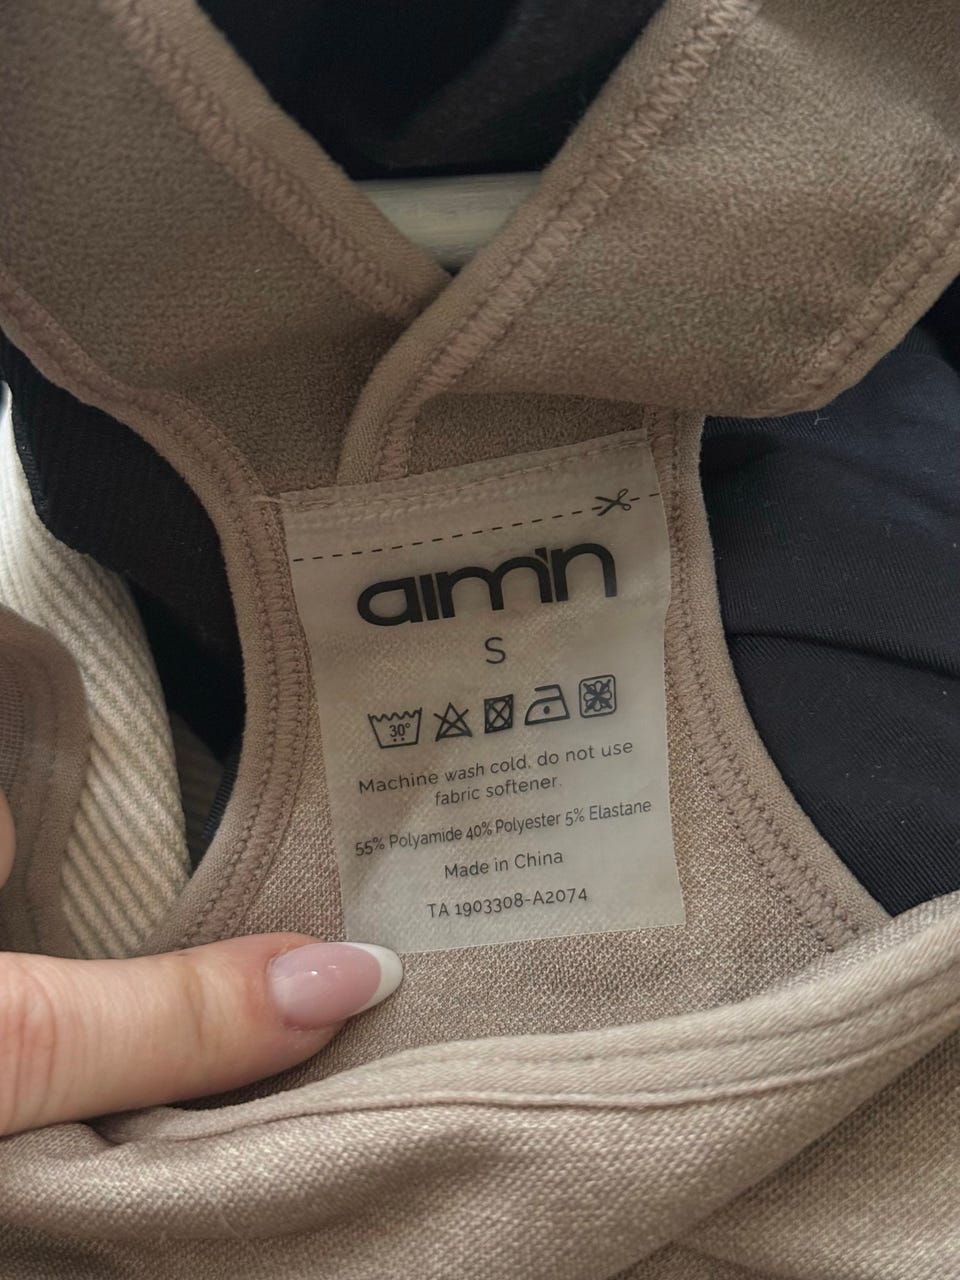 aim'n
S
30°
Machine wash cold, do not use
fabric softener.
55% Polyamide 40% Polyester 5% Elastane
Made in China
TA 1903308-A2074